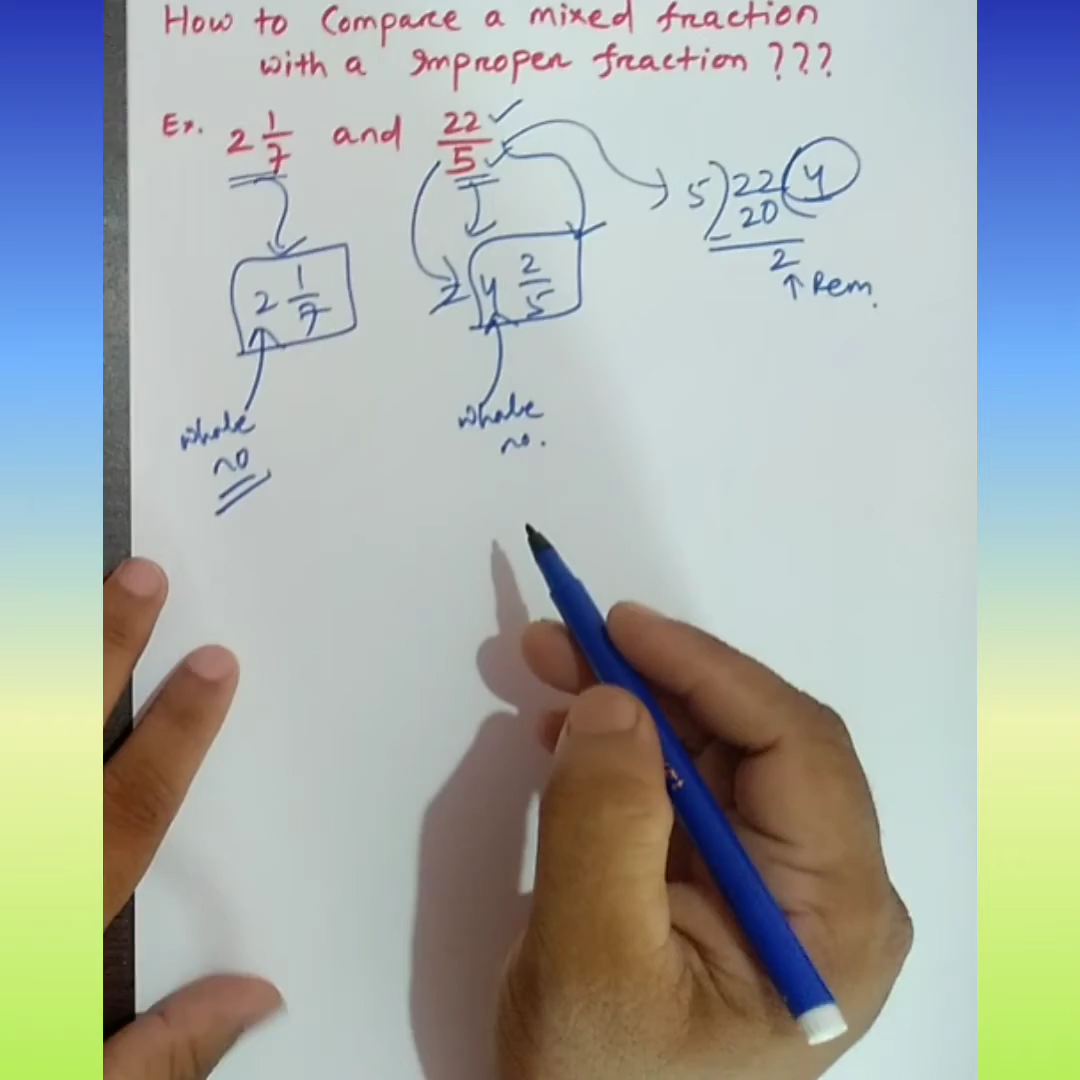 How to Compare a mixed fraction
with a Improper fraction ???
Ex. 2 1/7 and 22/5
5)22(4
20
2
↑ Rem.
2 1/7
4 2/5
whole
no
whole
no.